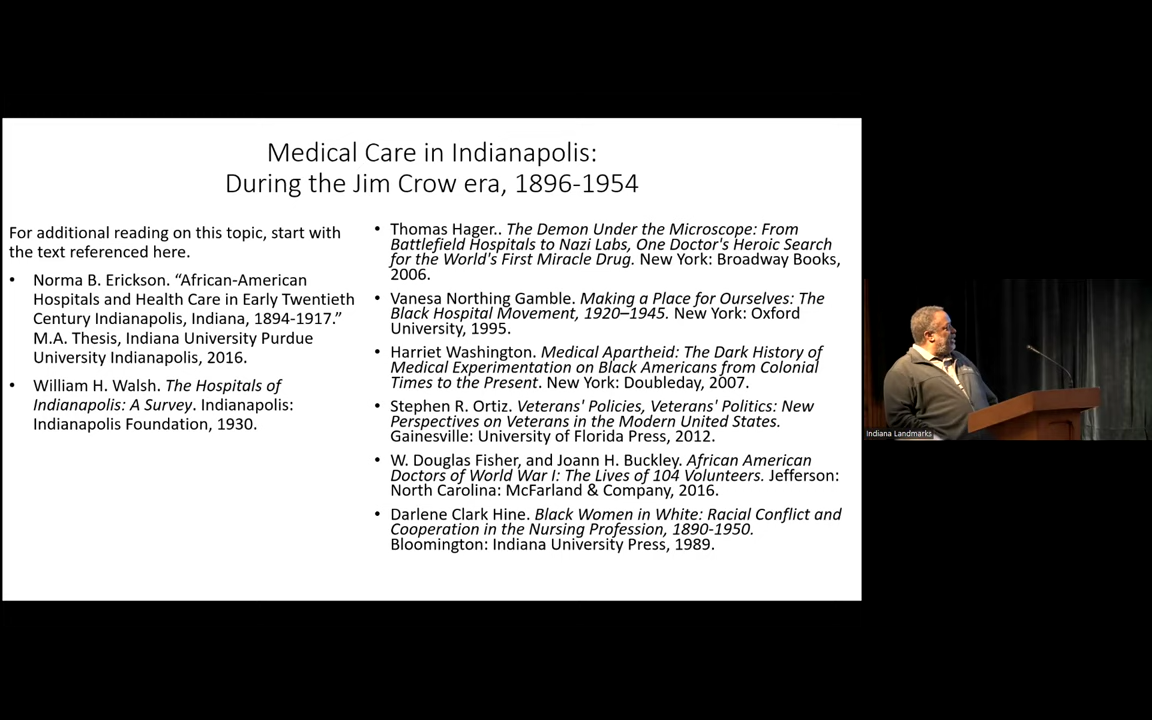 Medical Care in Indianapolis:
During the Jim Crow era, 1896-1954
For additional reading on this topic, start with
the text referenced here.
• Norma B. Erickson. “African-American
Hospitals and Health Care in Early Twentieth
Century Indianapolis, Indiana, 1894-1917.”
M.A. Thesis, Indiana University Purdue
University Indianapolis, 2016.
• William H. Walsh. The Hospitals of
Indianapolis: A Survey. Indianapolis:
Indianapolis Foundation, 1930.
• Thomas Hager.. The Demon Under the Microscope: From
Battlefield Hospitals to Nazi Labs, One Doctor's Heroic Search
for the World's First Miracle Drug. New York: Broadway Books,
2006.
• Vanesa Northing Gamble. Making a Place for Ourselves: The
Black Hospital Movement, 1920–1945. New York: Oxford
University, 1995.
• Harriet Washington. Medical Apartheid: The Dark History of
Medical Experimentation on Black Americans from Colonial
Times to the Present. New York: Doubleday, 2007.
• Stephen R. Ortiz. Veterans' Policies, Veterans' Politics: New
Perspectives on Veterans in the Modern United States.
Gainesville: University of Florida Press, 2012.
• W. Douglas Fisher, and Joann H. Buckley. African American
Doctors of World War I: The Lives of 104 Volunteers. Jefferson:
North Carolina: McFarland & Company, 2016.
• Darlene Clark Hine. Black Women in White: Racial Conflict and
Cooperation in the Nursing Profession, 1890-1950.
Bloomington: Indiana University Press, 1989.
Indiana Landmarks